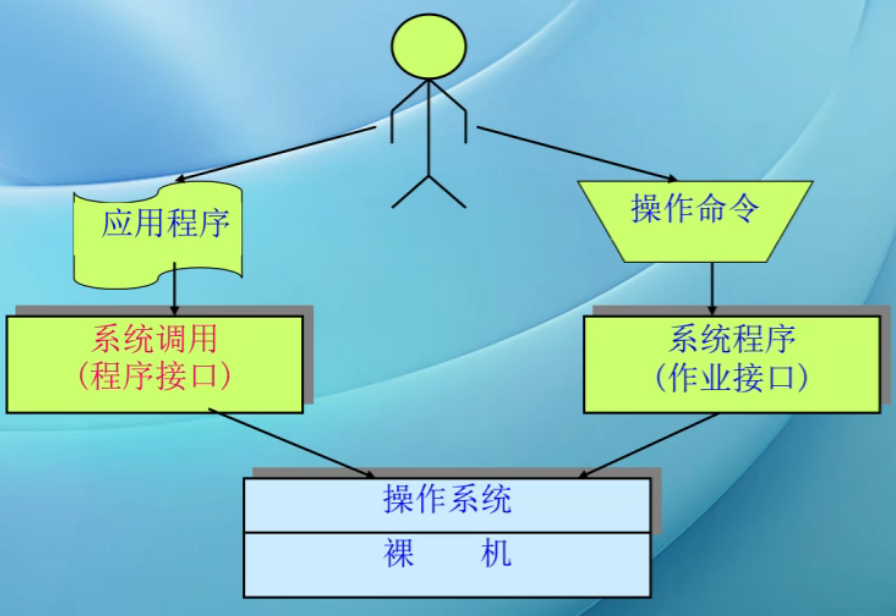 应用程序
操作命令
系统调用
(程序接口)
系统程序
(作业接口)
操作系统
裸 机